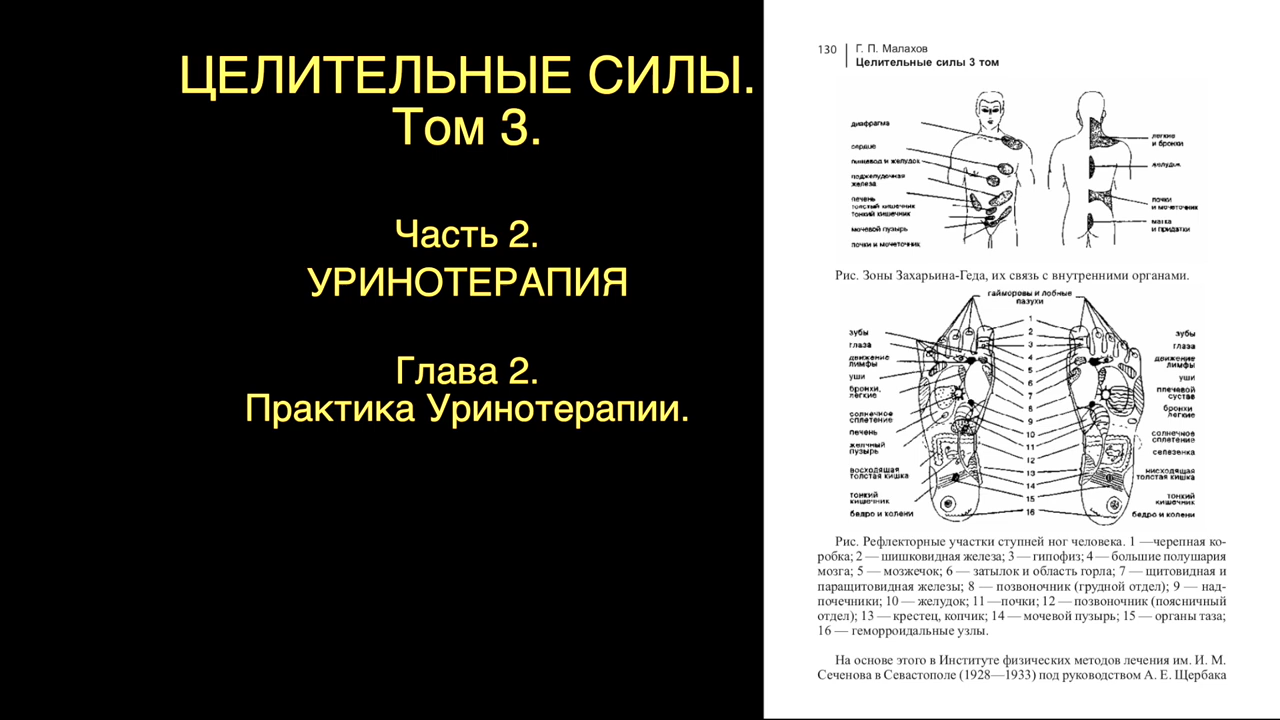 ЦЕЛИТЕЛЬНЫЕ СИЛЫ.
Том 3.
Часть 2.
УРИНОТЕРАПИЯ
Глава 2.
Практика Уринотерапии.
130
Г. П. Малахов
Целительные силы 3 том
диафрагма
сердце
пищевод и желудок
поджелудочная
железа
печень
толстый кишечник
тонкий кишечник
мочевой пузырь
почки и мочеточник
легкие
и бронхи
желудок
почки
и мочеточник
матка
и придатки
Рис. Зоны Захарьина-Геда, их связь с внутренними органами.
гайморовы и лобные
пазухи
зубы
глаза
движение
лимфы
уши
бронхи,
легкие
солнечное
сплетение
печень
желчный
пузырь
восходящая
толстая кишка
тонкий
кишечник
бедро и колени
1
2
3
4
5
6
7
8
9
10
11
12
13
14
15
16
зубы
глаза
движение
лимфы
уши
плечевой
сустав
бронхи
легкие
солнечное
сплетение
селезенка
нисходящая
толстая кишка
тонкий
кишечник
бедро и колени
Рис. Рефлекторные участки ступней ног человека. 1 —черепная ко-
робка; 2 — шишковидная железа; 3 — гипофиз; 4 — большие полушария
мозга; 5 — мозжечок; 6 — затылок и область горла; 7 — щитовидная и
паращитовидная железы; 8 — позвоночник (грудной отдел); 9 — над-
почечники; 10 — желудок; 11 —почки; 12 — позвоночник (поясничный
отдел); 13 — крестец, копчик; 14 — мочевой пузырь; 15 — органы таза;
16 — геморроидальные узлы.
На основе этого в Институте физических методов лечения им. И. М.
Сеченова в Севастополе (1928—1933) под руководством А. Е. Щербака